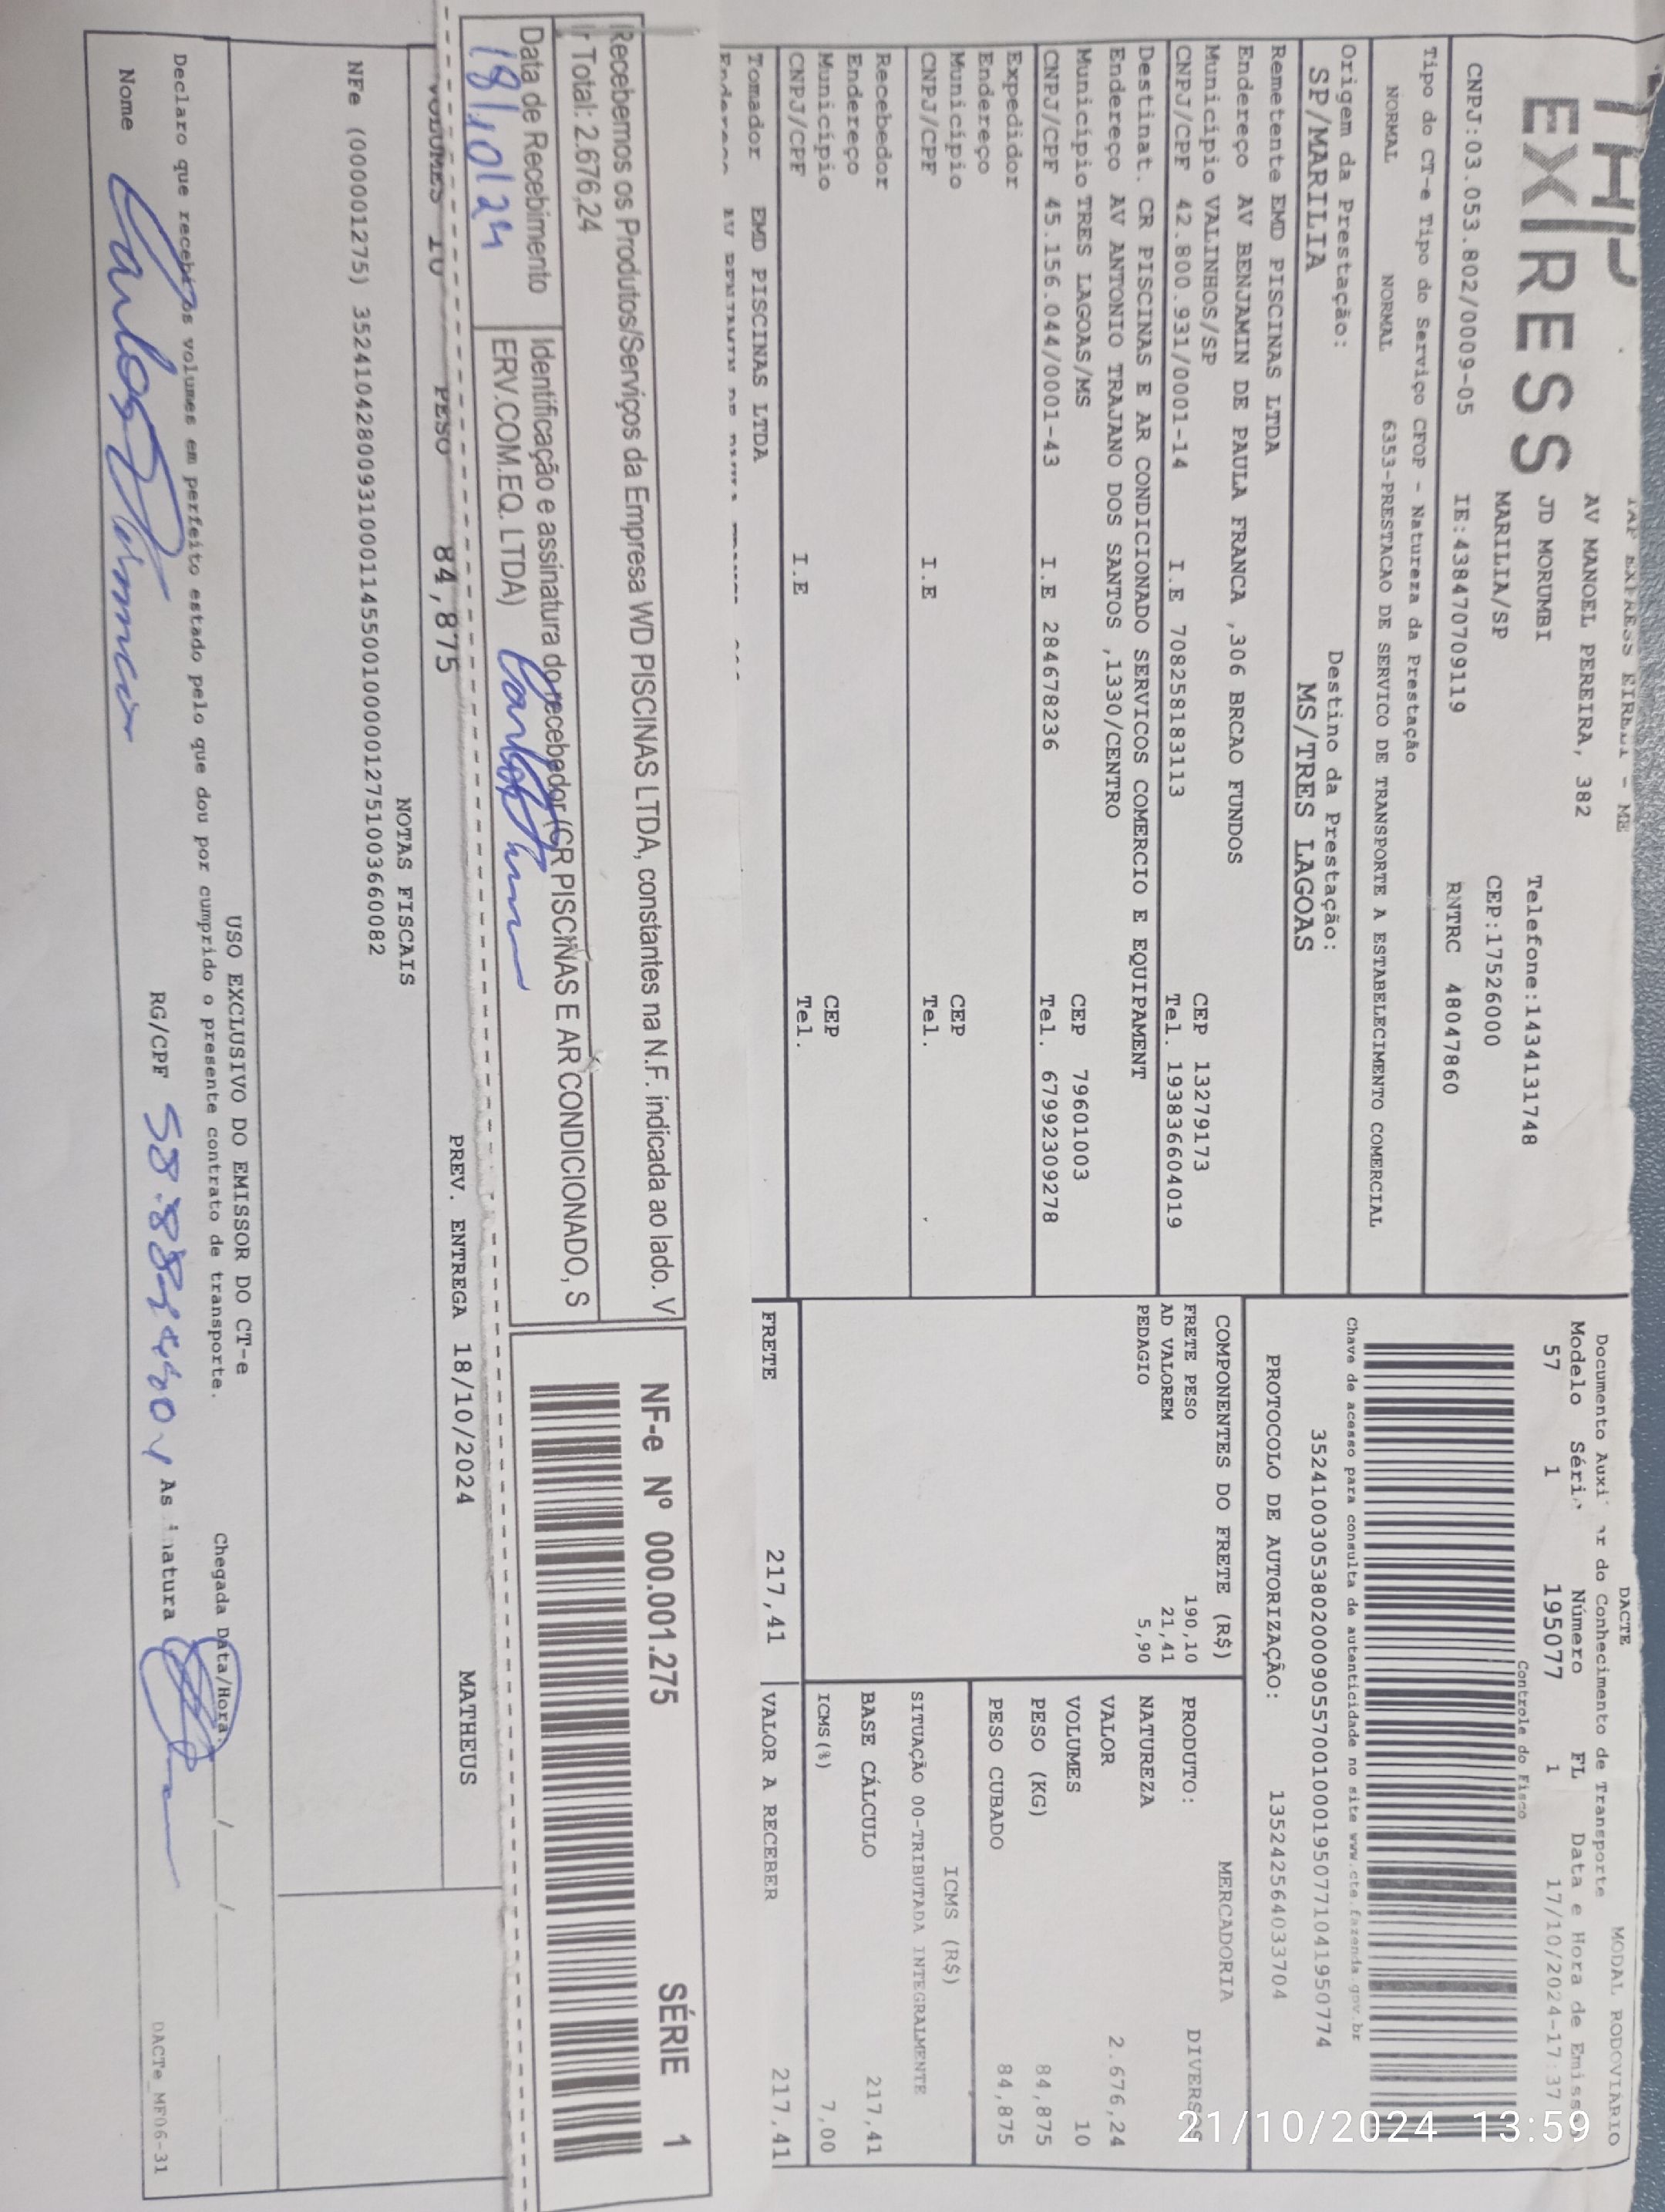 THP
EXPRESS
EXPRESS EIRELI - ME
AV MANOEL PEREIRA, 382
JD MORUMBI
MARILIA/SP
Telefone:1434131748
CEP:17526000
CNPJ:03.053.802/0009-05 IE:438470709119 RNTRC 48047860
Tipo do CT-e Tipo do Serviço CFOP - Natureza da Prestação
NORMAL NORMAL 6353-PRESTACAO DE SERVICO DE TRANSPORTE A ESTABELECIMENTO COMERCIAL
Origem da Prestação: Destino da Prestação:
SP/MARILIA MS/TRES LAGOAS
DACTE MODAL RODOVIARIO
Documento Auxi ar do Conhecimento de Transporte
Modelo Séri Número FL Data e Hora de Emiss
57 1 195077 1 17/10/2024-17:37
Controle do Fisco
Chave de acesso para consulta de autenticidade no site www.cte.fazenda.gov.br
35241003053802000905570010001950771041950774
PROTOCOLO DE AUTORIZAÇÃO: 135242564033704
Remetente EMD PISCINAS LTDA
Endereço AV BENJAMIN DE PAULA FRANCA ,306 BRCAO FUNDOS
Município VALINHOS/SP CEP 13279173
CNPJ/CPF 42.800.931/0001-14 I.E 708258183113 Tel. 19383660​4019
Destinat. CR PISCINAS E AR CONDICIONADO SERVICOS COMERCIO E EQUIPAMENT
Endereço AV ANTONIO TRAJANO DOS SANTOS ,1330/CENTRO
Município TRES LAGOAS/MS CEP 79601003
CNPJ/CPF 45.156.044/0001-43 I.E 284678236 Tel. 67992309278
Expedidor
Endereço
Município CEP
CNPJ/CPF I.E Tel.
Recebedor
Endereço
Município CEP
CNPJ/CPF I.E Tel.
Tomador EMD PISCINAS LTDA
COMPONENTES DO FRETE (R$)
FRETE PESO 190,10
AD VALOREM 21,41
PEDAGIO 5,90
MERCADORIA
PRODUTO: DIVERSOS
NATUREZA
VALOR 2.676,24
VOLUMES 10
PESO (KG) 84,875
PESO CUBADO 84,875
ICMS (R$)
SITUAÇÃO 00-TRIBUTADA INTEGRALMENTE
BASE CÁLCULO 217,41
ICMS(%) 7,00
FRETE 217,41 VALOR A RECEBER 217,41
Recebemos os Produtos/Serviços da Empresa WD PISCINAS LTDA, constantes na N.F. indicada ao lado. V
r Total: 2.676,24
Data de Recebimento Identificação e assinatura do recebedor (CR PISCINAS E AR CONDICIONADO, S
18/10/24 ERV.COM.EQ. LTDA)
NF-e Nº 000.001.275 SÉRIE 1
VOLUMES 10 PESO 84,875 PREV. ENTREGA 18/10/2024 MATHEUS
NOTAS FISCAIS
NFe (000001275) 35241042800931000114550010000012751003660082
USO EXCLUSIVO DO EMISSOR DO CT-e
Declaro que recebi os volumes em perfeito estado pelo que dou por cumprido o presente contrato de transporte.
Chegada Data/Hora: / /
Nome RG/CPF As inatura
DACTe_MF06-31
21/10/2024 13:59